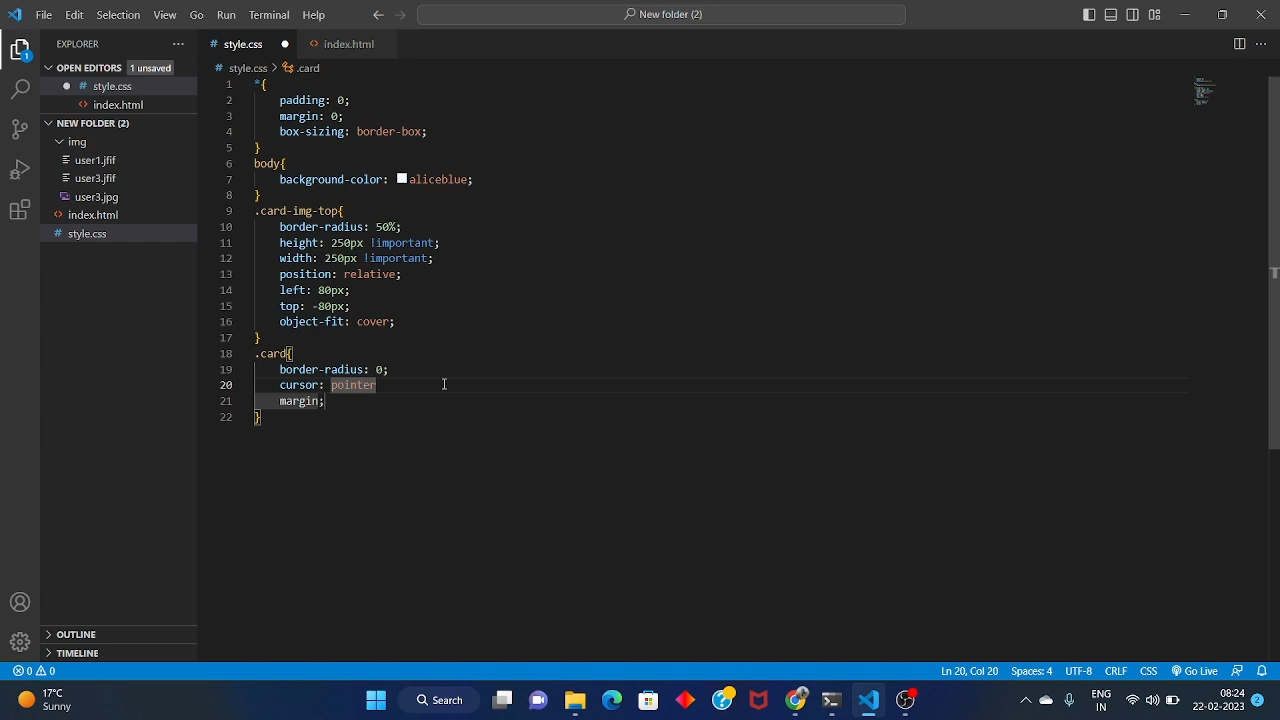 File Edit Selection View Go Run Terminal Help New folder (2)
EXPLORER
# style.css <> index.html
OPEN EDITORS 1 unsaved
# style.css
<> index.html
NEW FOLDER (2)
img
user1.jfif
user3.jfif
user3.jpg
<> index.html
# style.css
OUTLINE
TIMELINE
# style.css > .card
1 *{
2 padding: 0;
3 margin: 0;
4 box-sizing: border-box;
5 }
6 body{
7 background-color: aliceblue;
8 }
9 .card-img-top{
10 border-radius: 50%;
11 height: 250px !important;
12 width: 250px !important;
13 position: relative;
14 left: 80px;
15 top: -80px;
16 object-fit: cover;
17 }
18 .card{
19 border-radius: 0;
20 cursor: pointer
21 margin;
22 }
0 0 Ln 20, Col 20 Spaces: 4 UTF-8 CRLF CSS Go Live
17°C
Sunny
Search
ENG
IN
08:24
22-02-2023
2